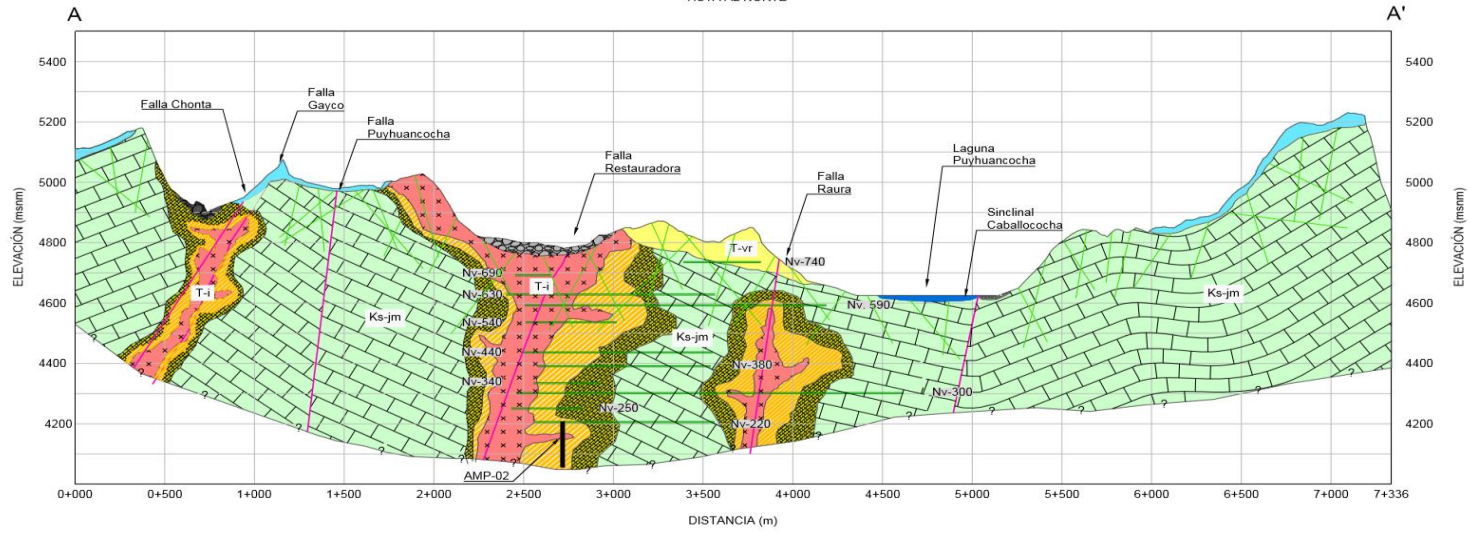 A
A'
5400
5200
5000
4800
4600
4400
4200
ELEVACIÓN (msnm)
Falla Chonta
Falla
Gayco
Falla
Puyhuancocha
Falla
Restauradora
Falla
Raura
Laguna
Puyhuancocha
Sinclinal
Caballococha
5400
5200
5000
4800
4600
4400
4200
ELEVACIÓN (msnm)
T-i
Ks-jm
Nv-690
Nv-630
Nv-540
Nv-440
Nv-340
T-i
Nv-250
AMP-02
T-vr
Nv-740
Ks-jm
Nv. 590
Nv-380
Nv-300
Nv-220
Ks-jm
?
?
?
?
?
?
?
?
?
?
?
0+000
0+500
1+000
1+500
2+000
2+500
3+000
3+500
4+000
4+500
5+000
5+500
6+000
6+500
7+000
7+336
DISTANCIA (m)